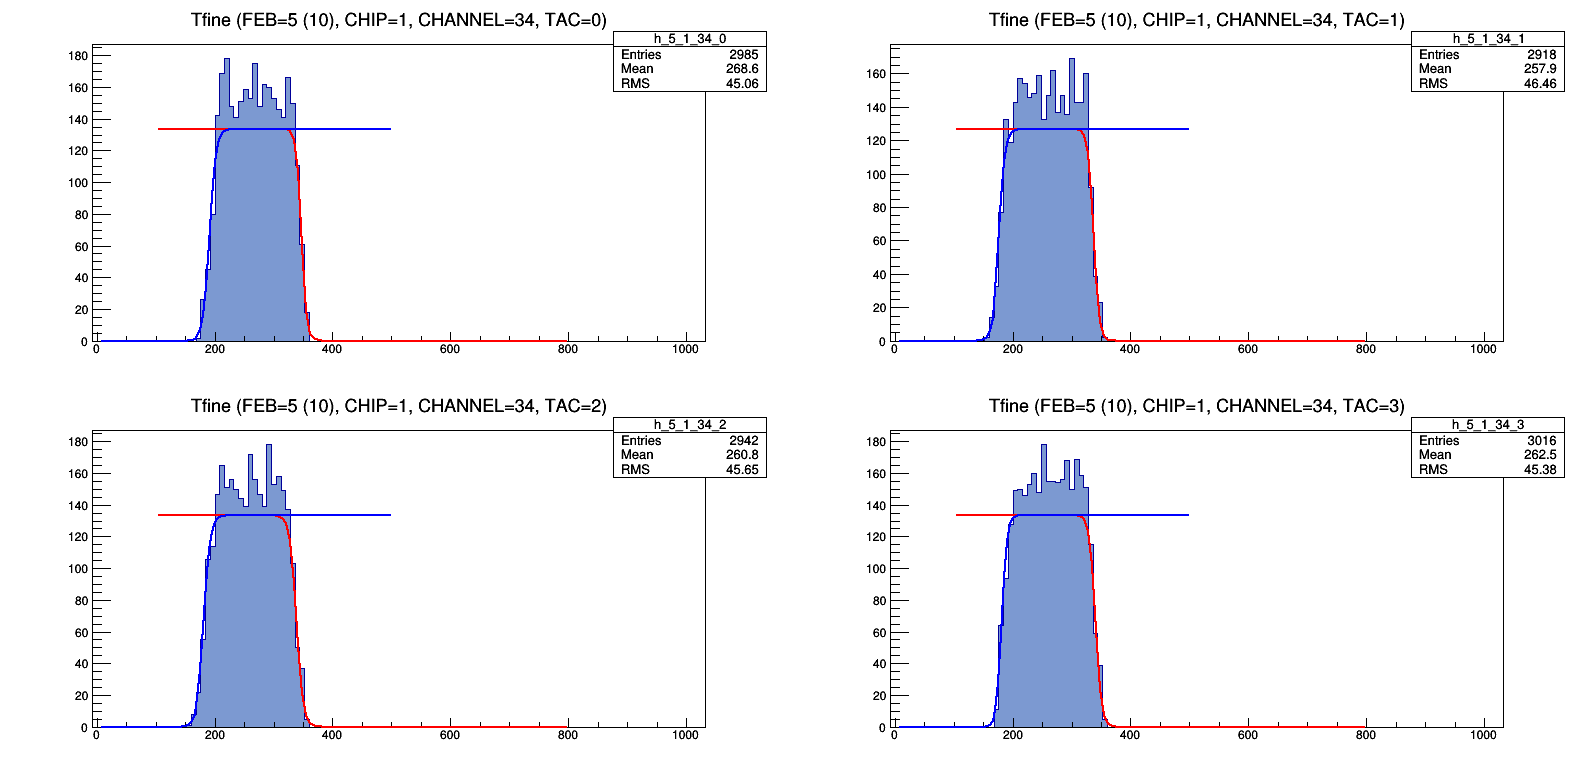 Tfine (FEB=5 (10), CHIP=1, CHANNEL=34, TAC=0)
h_5_1_34_0
Entries 2985
Mean 268.6
RMS 45.06
180
160
140
120
100
80
60
40
20
0
0 200 400 600 800 1000
Tfine (FEB=5 (10), CHIP=1, CHANNEL=34, TAC=1)
h_5_1_34_1
Entries 2918
Mean 257.9
RMS 46.46
160
140
120
100
80
60
40
20
0
0 200 400 600 800 1000
Tfine (FEB=5 (10), CHIP=1, CHANNEL=34, TAC=2)
h_5_1_34_2
Entries 2942
Mean 260.8
RMS 45.65
180
160
140
120
100
80
60
40
20
0
0 200 400 600 800 1000
Tfine (FEB=5 (10), CHIP=1, CHANNEL=34, TAC=3)
h_5_1_34_3
Entries 3016
Mean 262.5
RMS 45.38
180
160
140
120
100
80
60
40
20
0
0 200 400 600 800 1000